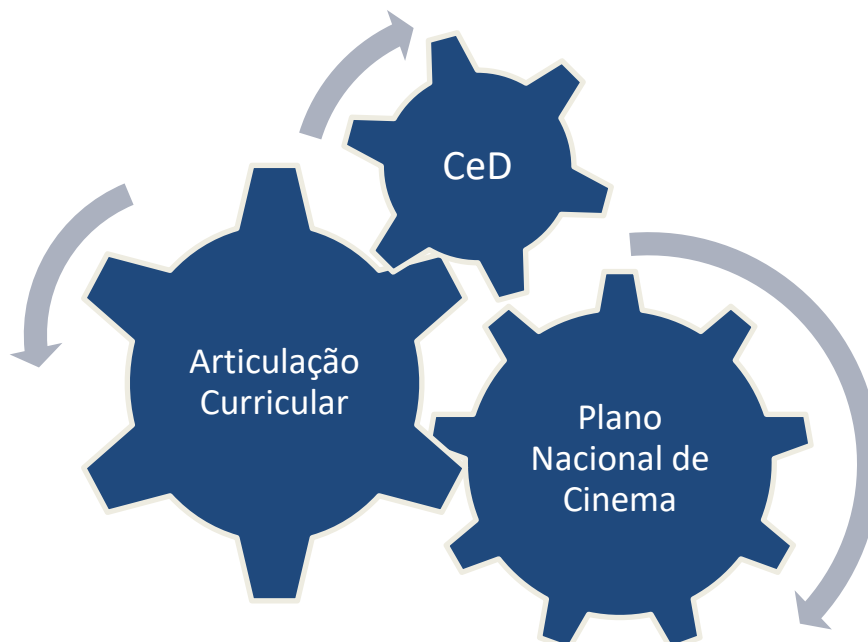 CeD
Articulação
Curricular
Plano
Nacional de
Cinema